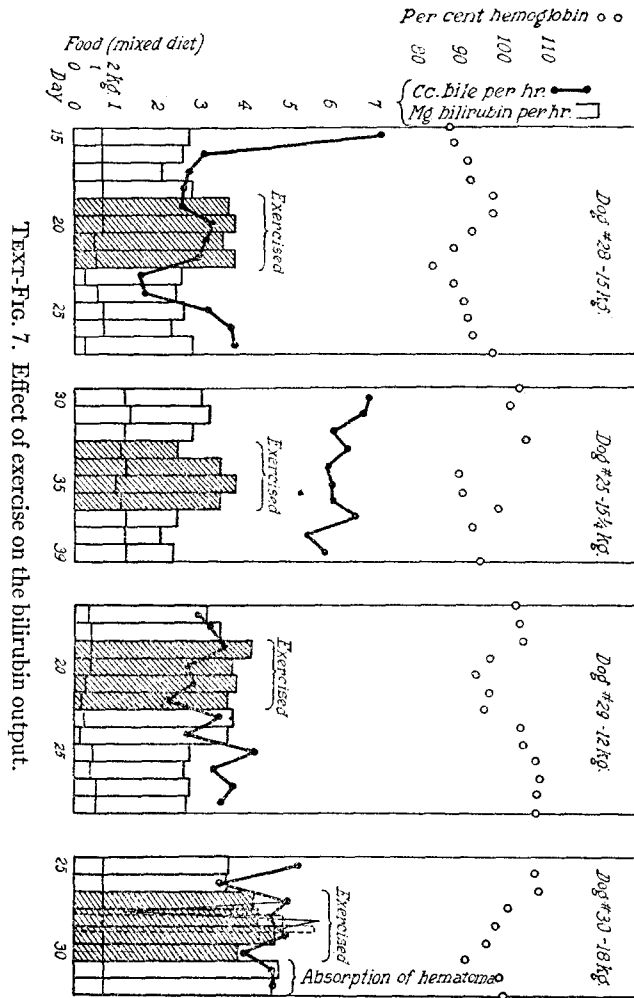 Per cent hemoglobin
80 90 100 110
Cc. bile per hr.
Mg bilirubin per hr.
0 1 2 3 4 5 6 7
Food (mixed diet)
0 1 2 kg
Day
Dog #28 - 15 kg.
Exercised
15 20 25
Dog #25 - 15¼ kg.
Exercised
30 35 39
Dog #29 - 12 kg.
Exercised
20 25
Dog #30 - 18 kg.
Exercised
Absorption of hematoma
25 30
TEXT-FIG. 7. Effect of exercise on the bilirubin output.